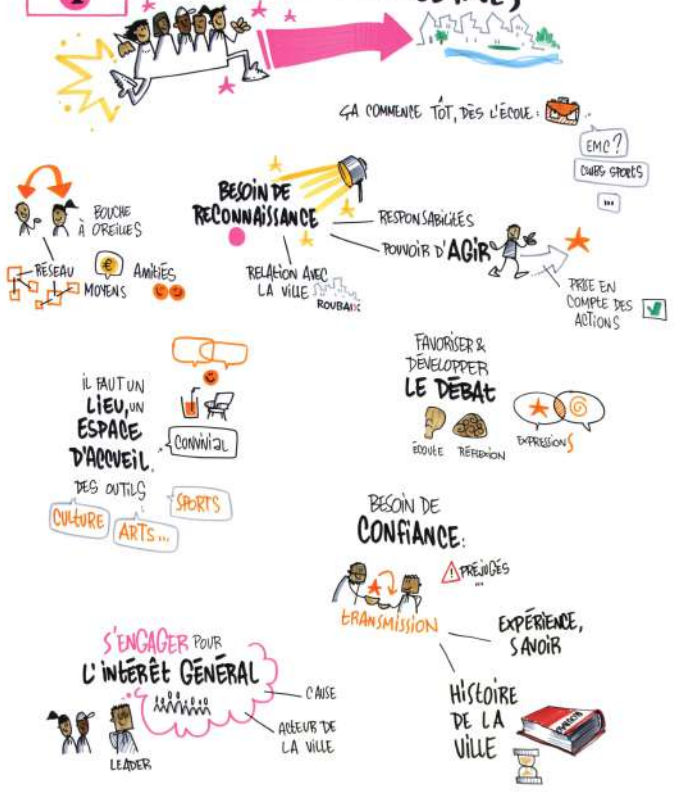 ÇA COMMENCE TÔT, DÈS L'ÉCOLE :
EMC ?
CLUBS SPORTS
...
BESOIN DE
RECONNAISSANCE
RESPONSABILITÉS
POUVOIR D'AGIR
PRISE EN
COMPTE DES
ACTIONS
RELATION AVEC
LA VILLE
ROUBAIX
BOUCHE
À OREILLES
RÉSEAU
€
AMITIÉS
MOYENS
FAVORISER &
DÉVELOPPER
LE DÉBAT
ÉCOUTE
RÉFLEXION
EXPRESSIONS
IL FAUT UN
LIEU, UN
ESPACE
D'ACCUEIL.
CONVIVIAL
DES OUTILS
CULTURE
ARTS...
SPORTS
BESOIN DE
CONFIANCE :
! PRÉJUGÉS
...
TRANSMISSION
EXPÉRIENCE,
SAVOIR
HISTOIRE
DE LA
VILLE
S'ENGAGER POUR
L'INTÉRÊT GÉNÉRAL
CAUSE
ACTEUR DE
LA VILLE
LEADER